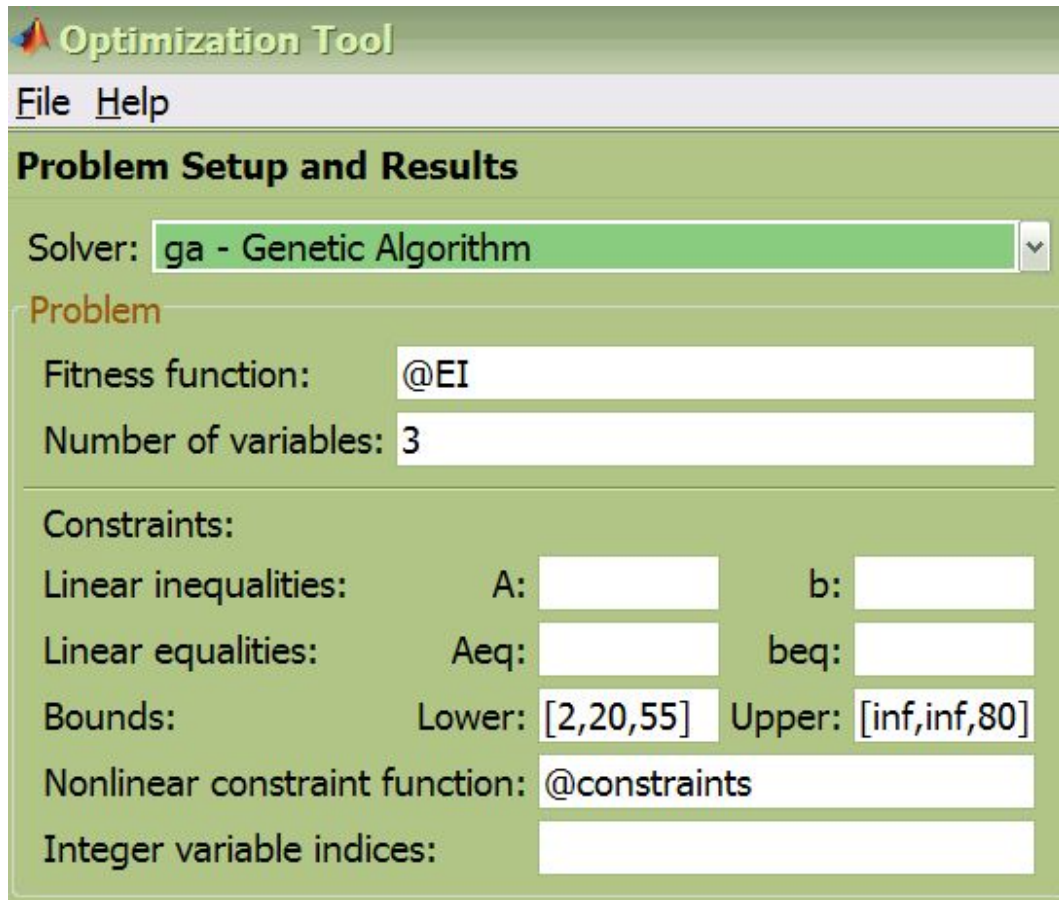 Optimization Tool
File Help
Problem Setup and Results
Solver: ga - Genetic Algorithm
Problem
Fitness function: @EI
Number of variables: 3
Constraints:
Linear inequalities: A: b:
Linear equalities: Aeq: beq:
Bounds: Lower: [2,20,55] Upper: [inf,inf,80]
Nonlinear constraint function: @constraints
Integer variable indices: